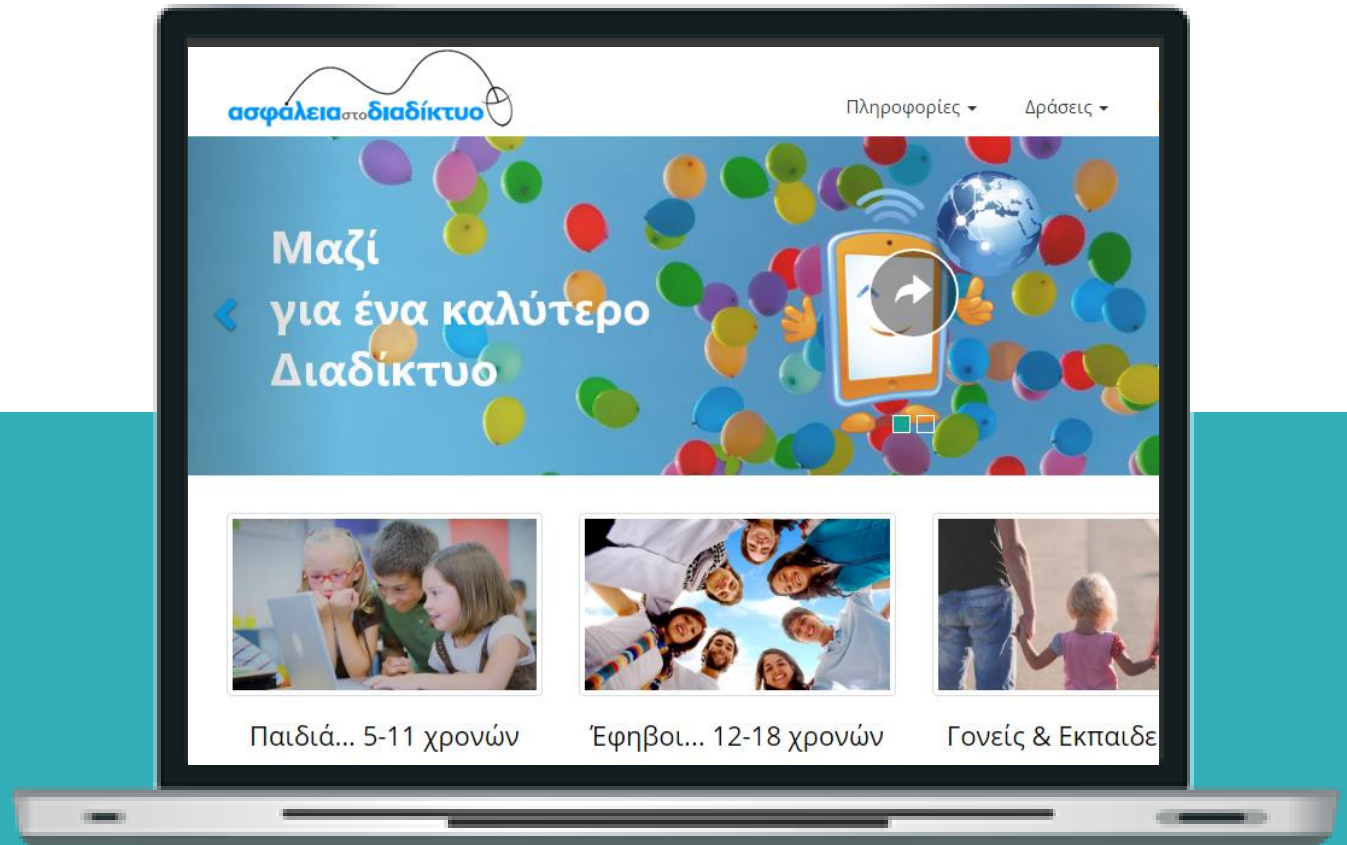 ασφάλειαστοδιαδίκτυο
Πληροφορίες Δράσεις
Μαζί
για ένα καλύτερο
Διαδίκτυο
Παιδιά... 5-11 χρονών
Έφηβοι... 12-18 χρονών
Γονείς & Εκπαιδε